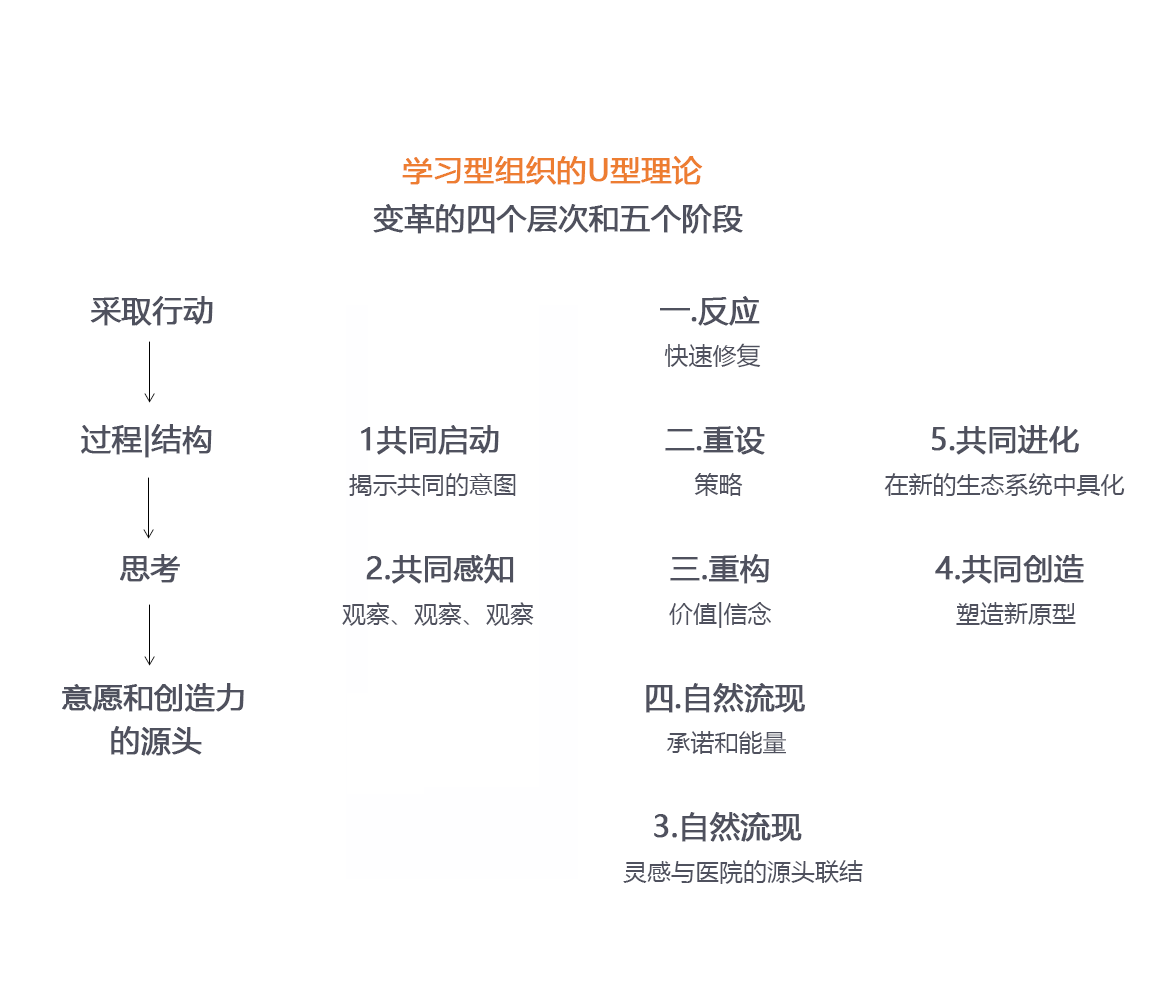 学习型组织的U型理论
变革的四个层次和五个阶段
采取行动
一.反应
快速修复
过程|结构
1共同启动
二.重设
5.共同进化
揭示共同的意图
策略
在新的生态系统中具化
思考
2.共同感知
三.重构
4.共同创造
观察、观察、观察
价值|信念
塑造新原型
意愿和创造力
的源头
四.自然流现
承诺和能量
3.自然流现
灵感与医院的源头联结